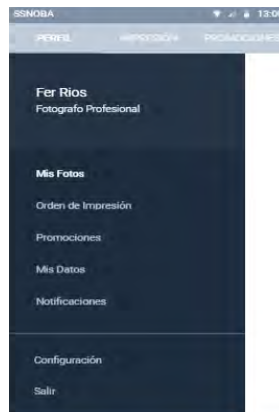 SSNOBA 13:00
PERFIL IMPRESIÓN PROMOCIONES
Fer Rios
Fotografo Profesional
Mis Fotos
Orden de Impresión
Promociones
Mis Datos
Notificaciones
Configuración
Salir